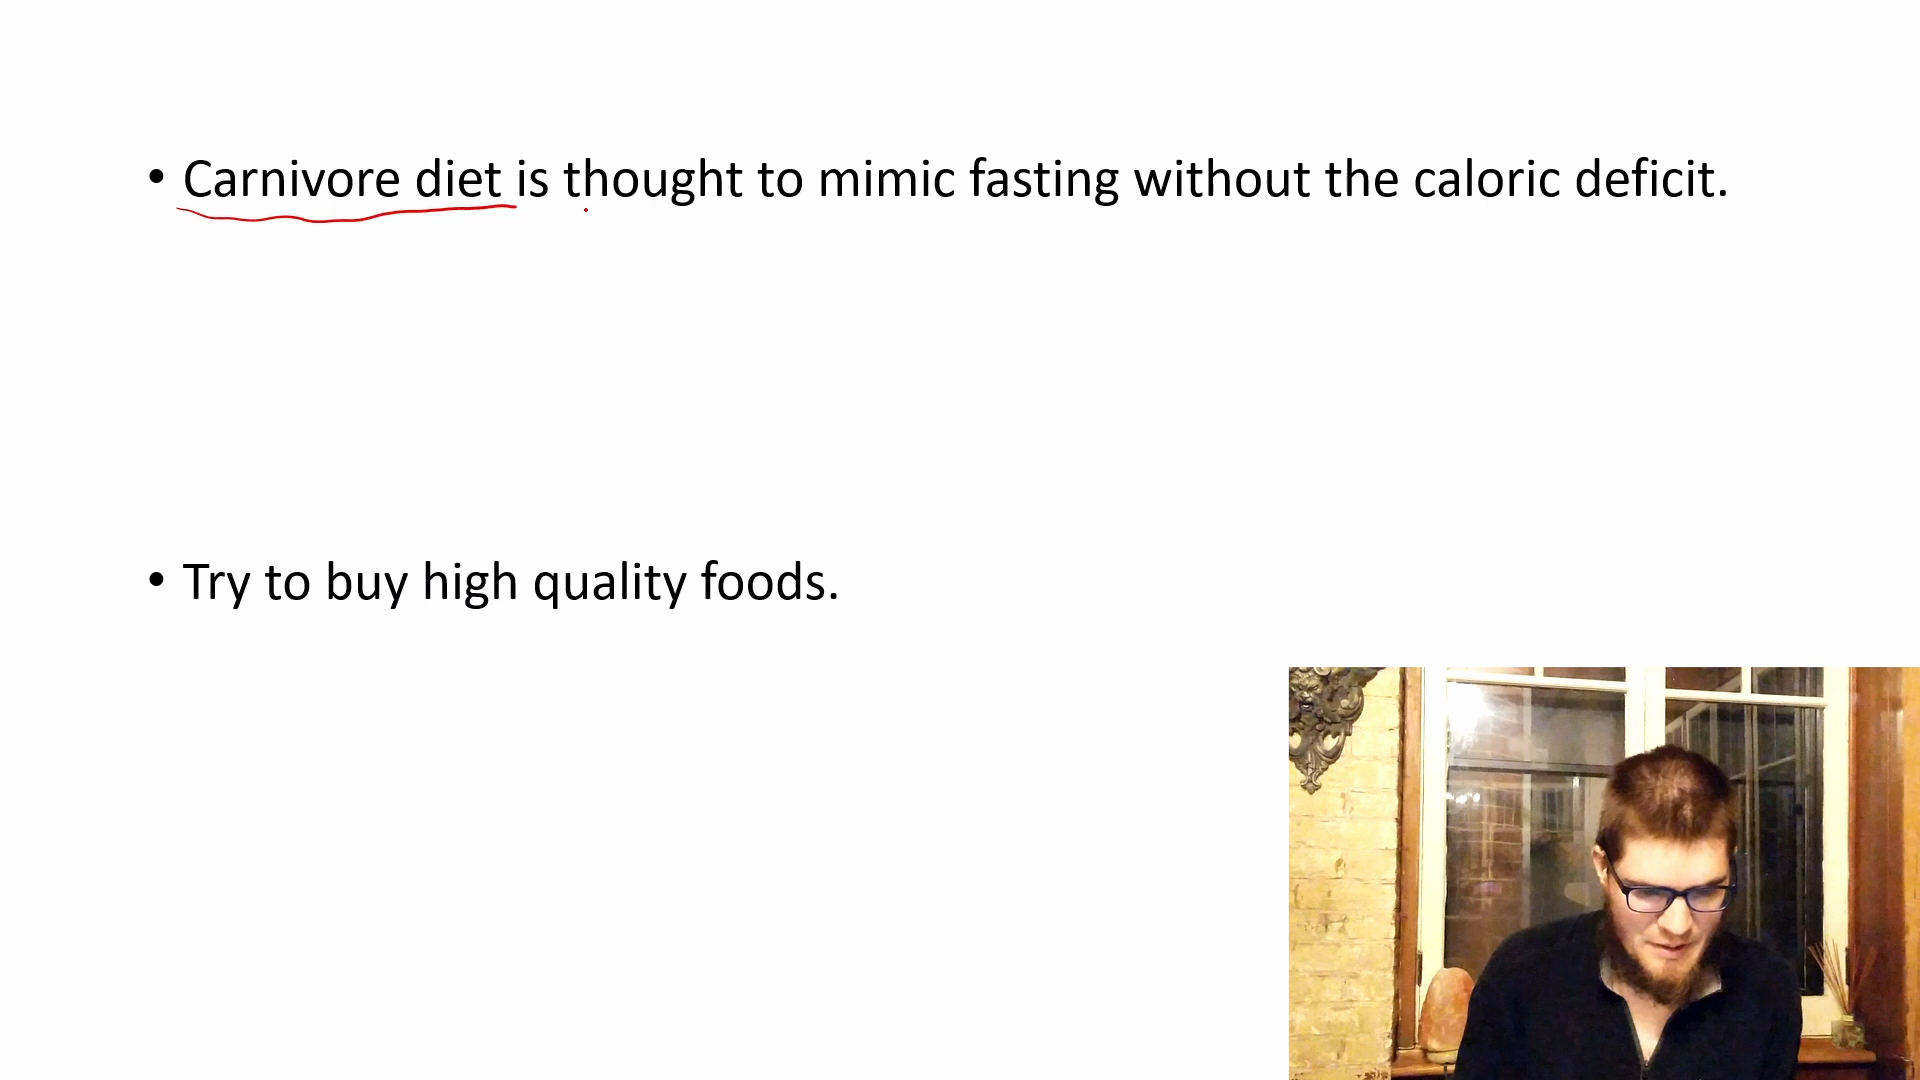 • Carnivore diet is thought to mimic fasting without the caloric deficit.
• Try to buy high quality foods.